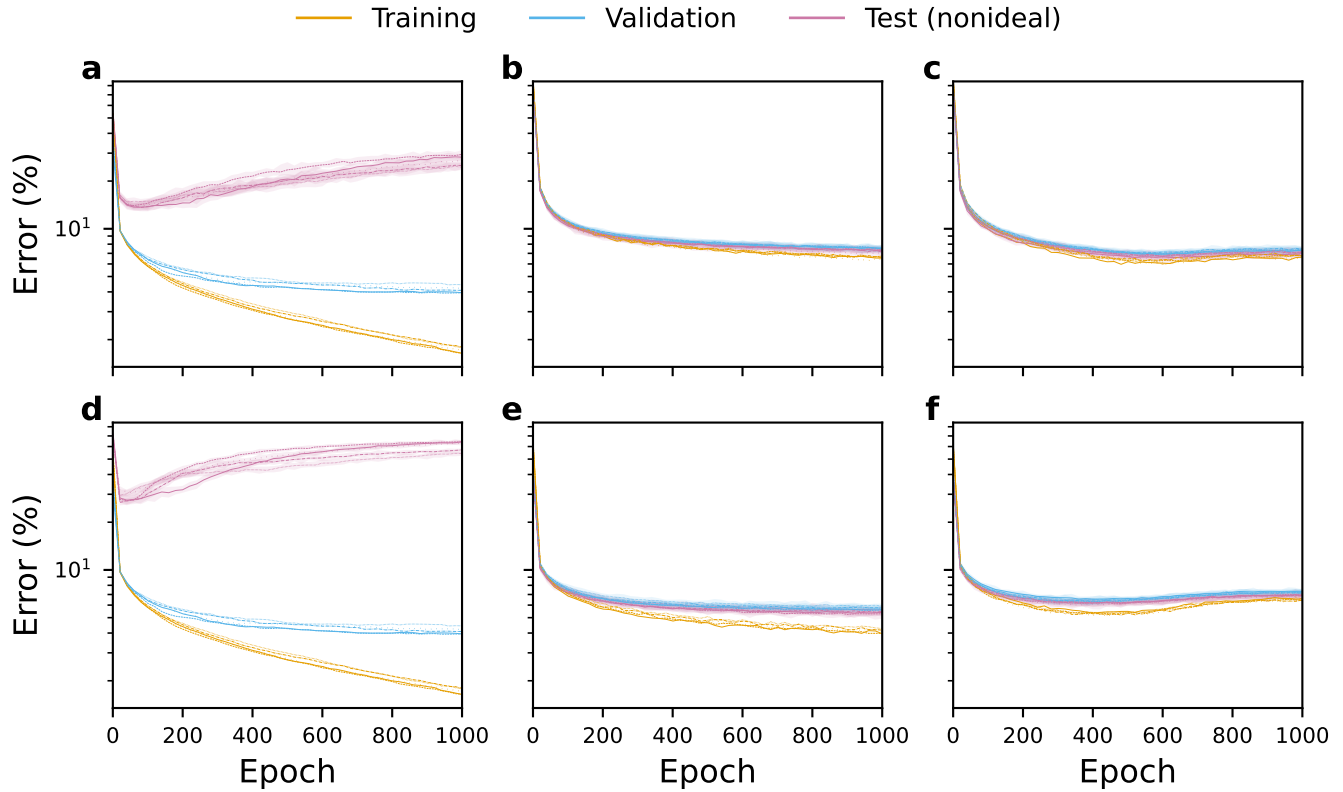 Training Validation Test (nonideal)
a b c
Error (%)
10¹
d e f
Error (%)
10¹
0 200 400 600 800 1000 0 200 400 600 800 1000 0 200 400 600 800 1000
Epoch Epoch Epoch